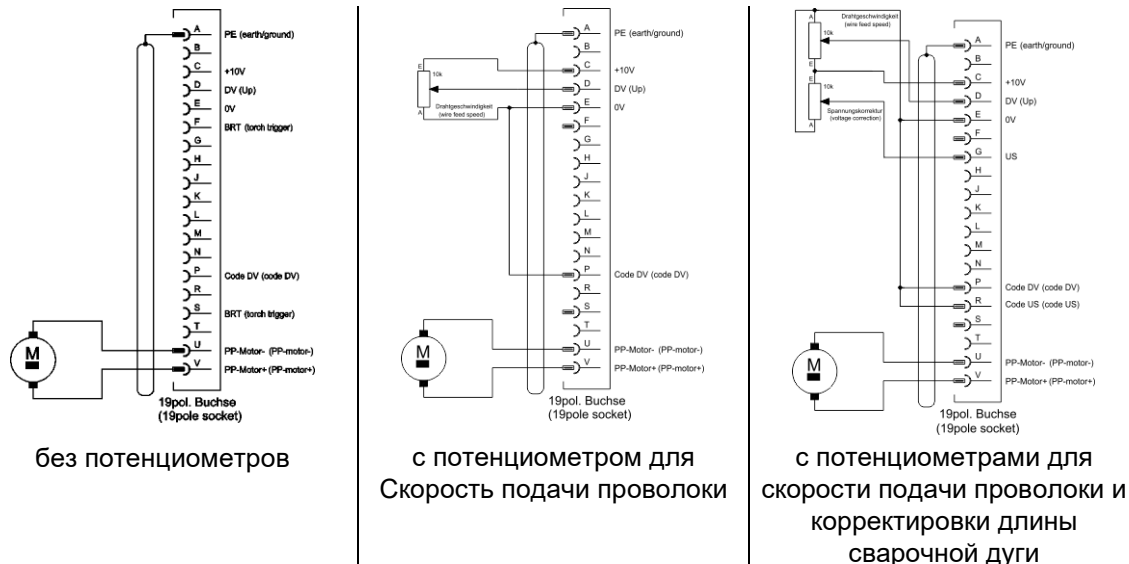 A PE (earth/ground)
B
C +10V
D DV (Up)
E 0V
F BRT (torch trigger)
G
H
J
K
L
M
N
P Code DV (code DV)
R
S BRT (torch trigger)
T
U PP-Motor- (PP-motor-)
V PP-Motor+ (PP-motor+)
M
19pol. Buchse
(19pole socket)
без потенциометров
A PE (earth/ground)
B
C +10V
D DV (Up)
E 0V
F
G
H
J
K
L
M
N
P Code DV (code DV)
R
S
T
U PP-Motor- (PP-motor-)
V PP-Motor+ (PP-motor+)
E
10k
Drahtgeschwindigkeit
(wire feed speed)
A
M
19pol. Buchse
(19pole socket)
с потенциометром для
Скорость подачи проволоки
A
Drahtgeschwindigkeit
(wire feed speed)
10k
E
E
10k
Spannungskorrektur
(voltage correction)
A
A PE (earth/ground)
B
C +10V
D DV (Up)
E 0V
F
G US
H
J
K
L
M
N
P Code DV (code DV)
R Code US (code US)
S
T
U PP-Motor- (PP-motor-)
V PP-Motor+ (PP-motor+)
M
19pol. Buchse
(19pole socket)
с потенциометрами для
скорости подачи проволоки и
корректировки длины
сварочной дуги